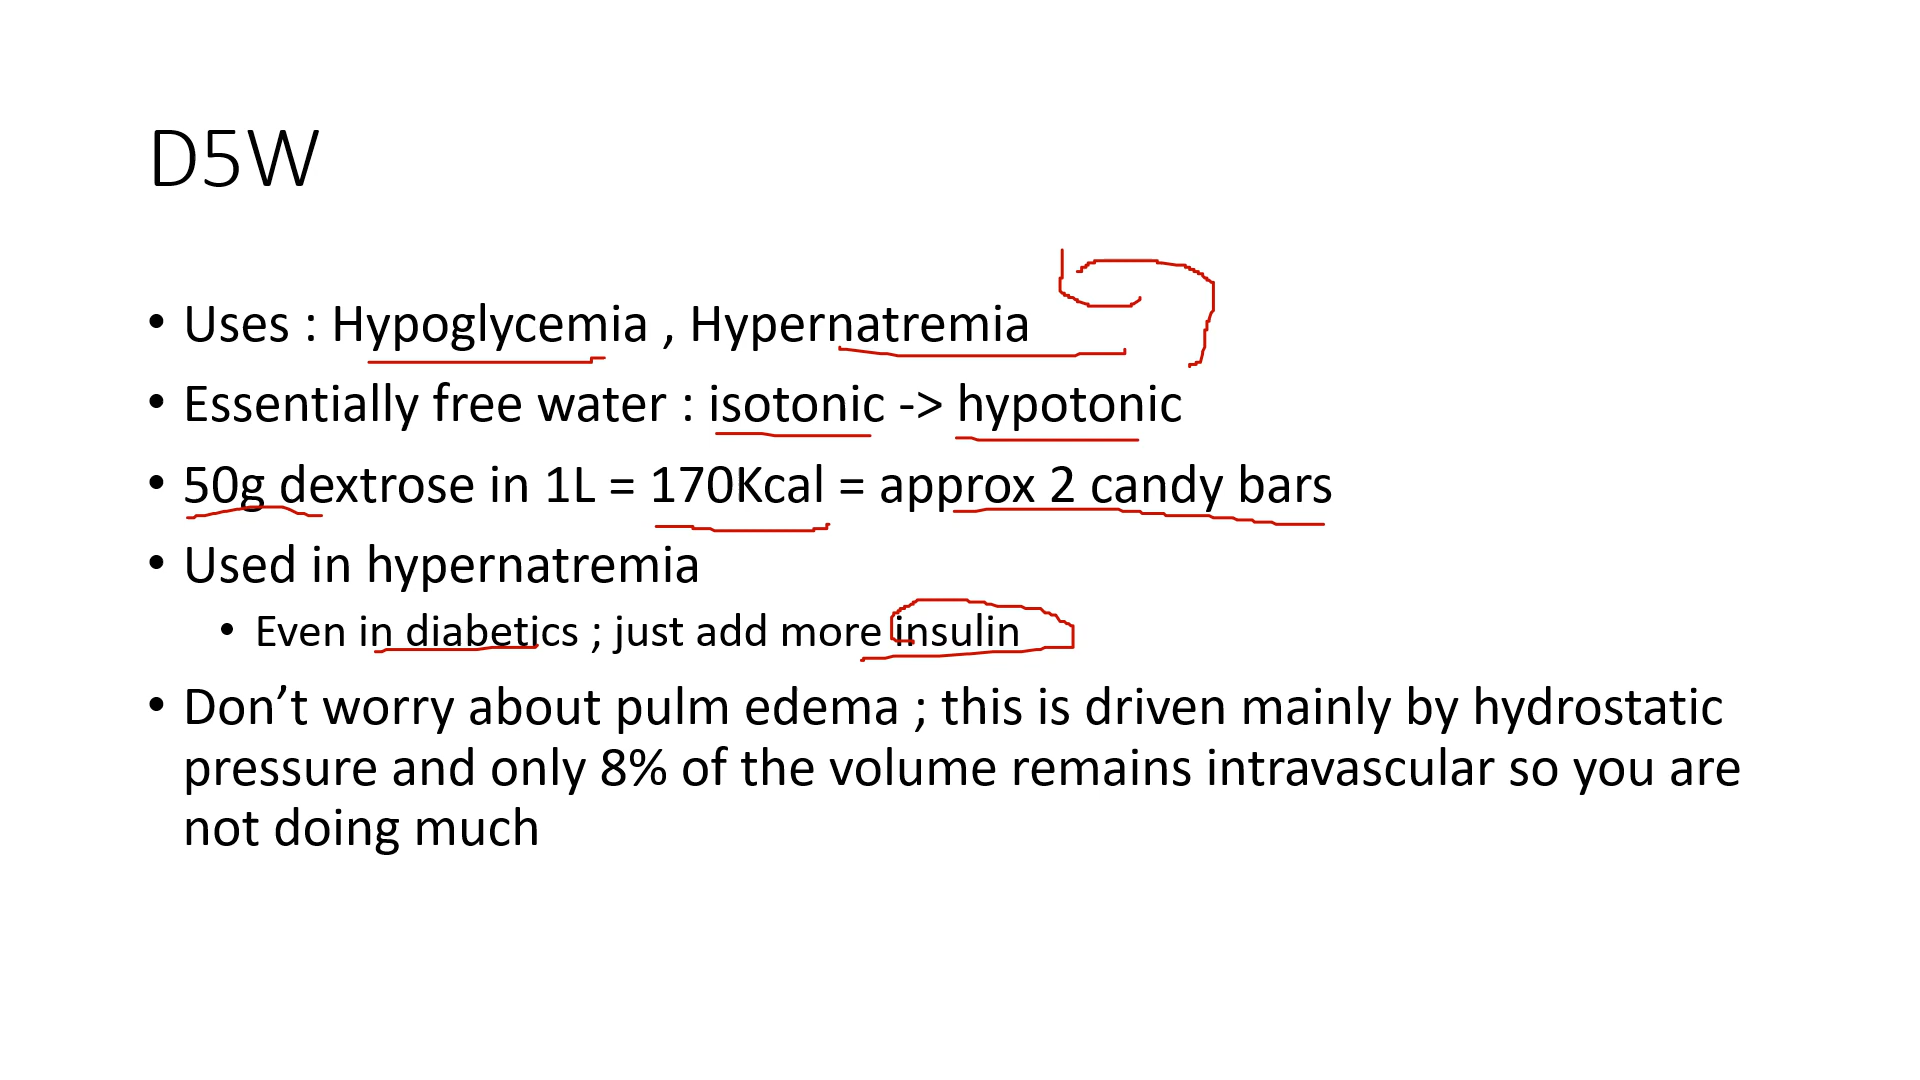 D5W
• Uses : Hypoglycemia , Hypernatremia
• Essentially free water : isotonic -> hypotonic
• 50g dextrose in 1L = 170Kcal = approx 2 candy bars
• Used in hypernatremia
• Even in diabetics ; just add more insulin
• Don’t worry about pulm edema ; this is driven mainly by hydrostatic
pressure and only 8% of the volume remains intravascular so you are
not doing much